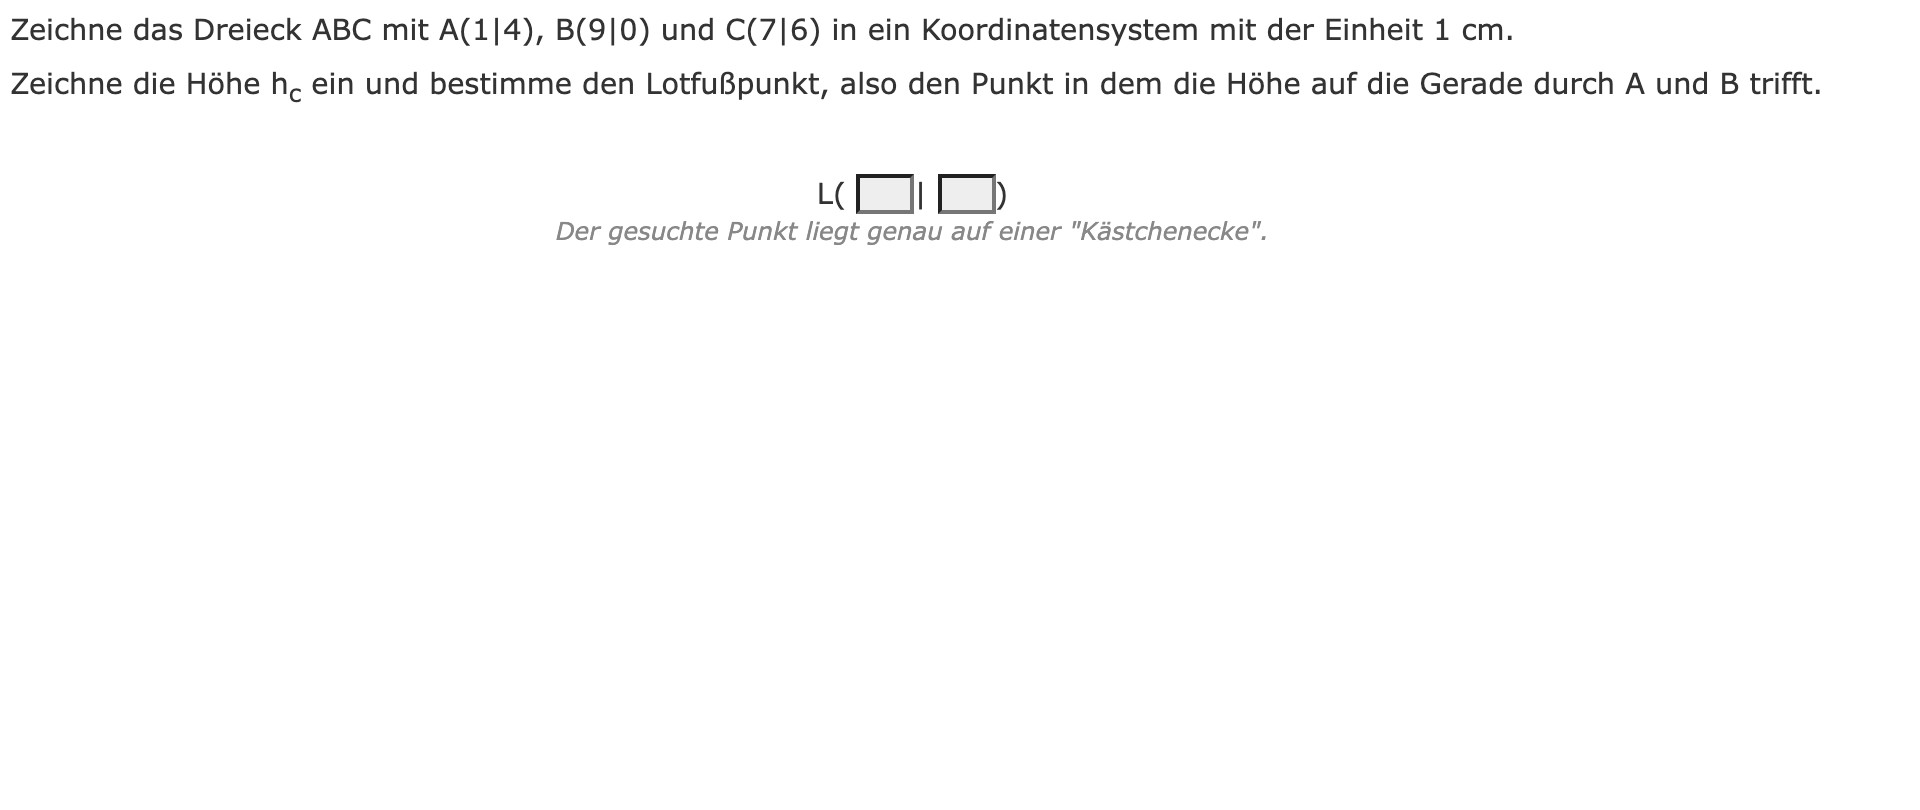 Zeichne das Dreieck ABC mit A(1|4), B(9|0) und C(7|6) in ein Koordinatensystem mit der Einheit 1 cm.
Zeichne die Höhe hc ein und bestimme den Lotfußpunkt, also den Punkt in dem die Höhe auf die Gerade durch A und B trifft.
L( | )
Der gesuchte Punkt liegt genau auf einer "Kästchenecke".